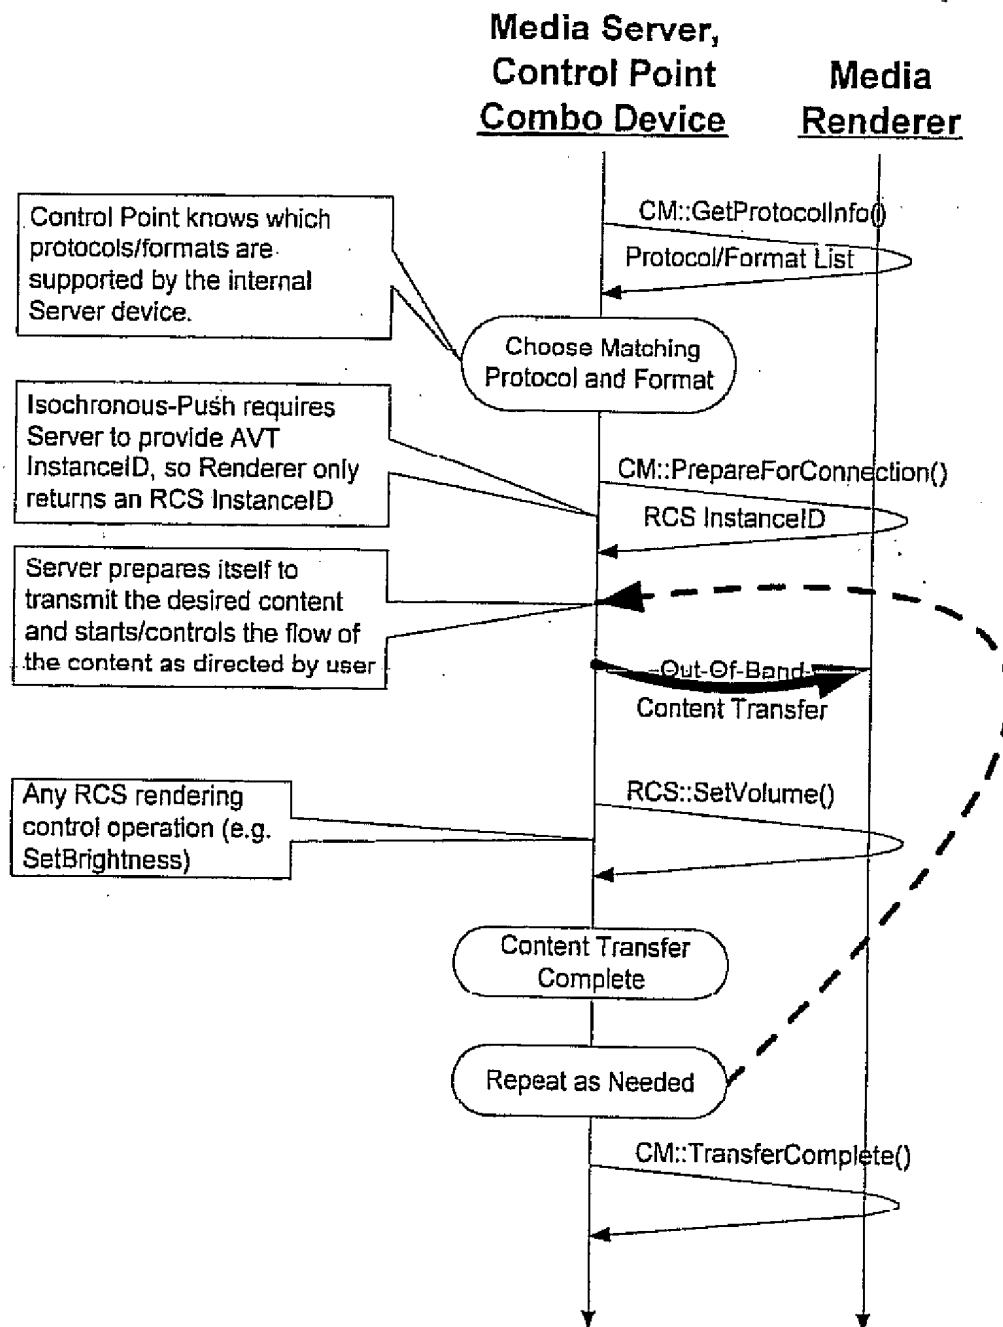 Media Server,
Control Point
Combo Device
Media
Renderer
Control Point knows which
protocols/formats are
supported by the internal
Server device.
CM::GetProtocolInfo()
Protocol/Format List
Choose Matching
Protocol and Format
Isochronous-Push requires
Server to provide AVT
InstanceID, so Renderer only
returns an RCS InstanceID
CM::PrepareForConnection()
RCS InstanceID
Server prepares itself to
transmit the desired content
and starts/controls the flow of
the content as directed by user
Out-Of-Band
Content Transfer
Any RCS rendering
control operation (e.g.
SetBrightness)
RCS::SetVolume()
Content Transfer
Complete
Repeat as Needed
CM::TransferComplete()